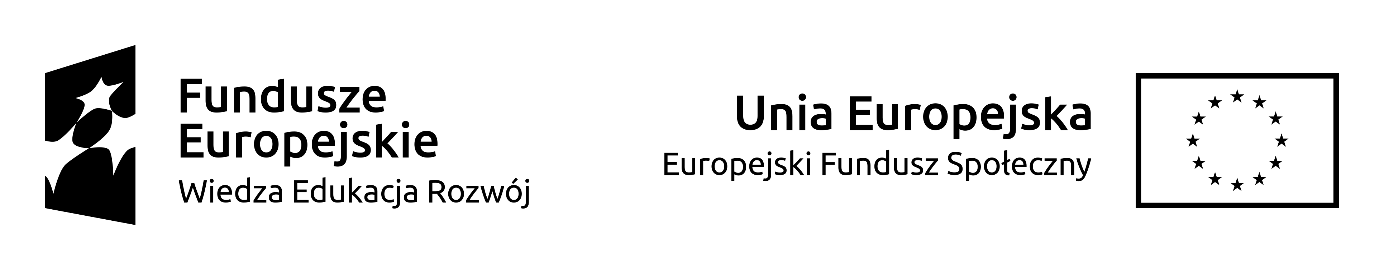 Fundusze
Europejskie
Wiedza Edukacja Rozwój
Unia Europejska
Europejski Fundusz Społeczny